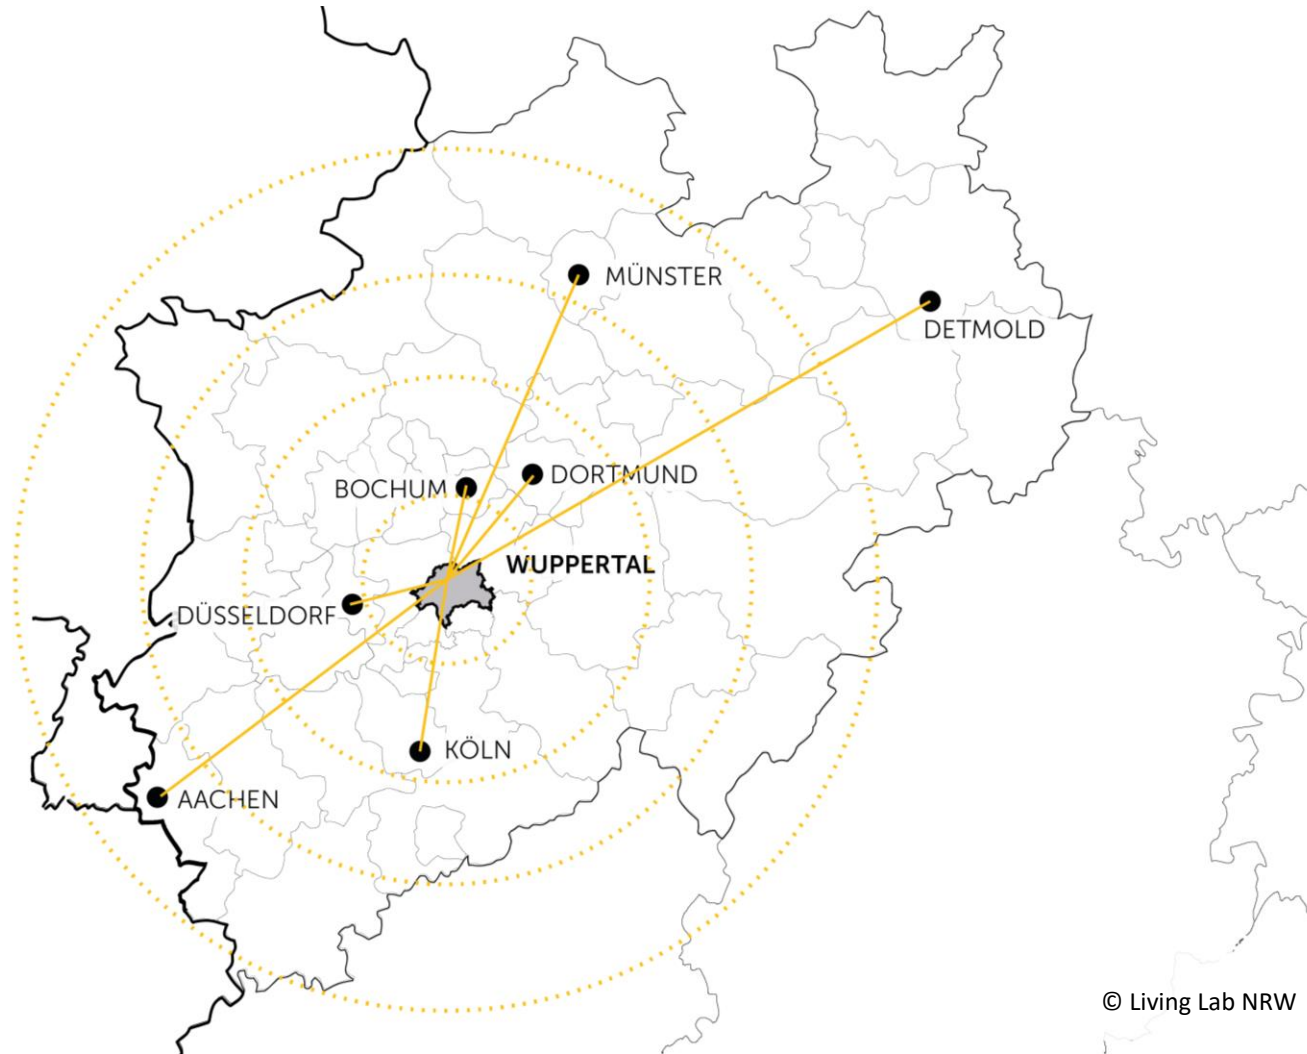 MÜNSTER
DETMOLD
BOCHUM
DORTMUND
WUPPERTAL
DÜSSELDORF
KÖLN
AACHEN
© Living Lab NRW